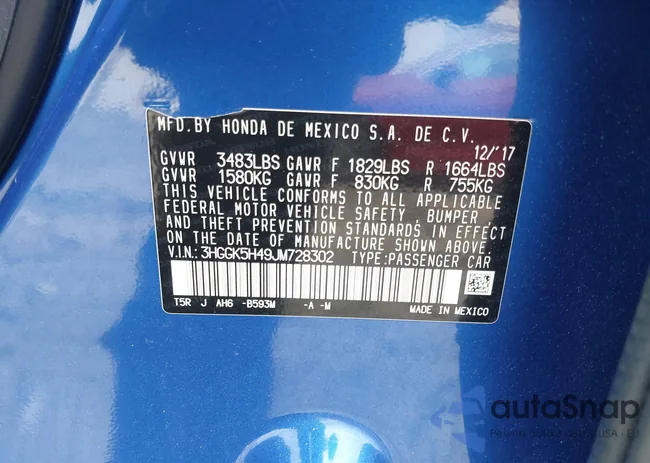 MFD. BY HONDA DE MEXICO S.A. DE C.V.
12/'17
GVWR 3483LBS GAWR F 1829LBS R 1664LBS
GVWR 1580KG GAWR F 830KG R 755KG
THIS VEHICLE CONFORMS TO ALL APPLICABLE
FEDERAL MOTOR VEHICLE SAFETY, BUMPER
AND THEFT PREVENTION STANDARDS IN EFFECT
ON THE DATE OF MANUFACTURE SHOWN ABOVE.
V.I.N.: 3HGGK5H49JM728302 TYPE:PASSENGER CAR
T5R J AH6 -B593M -A -M MADE IN MEXICO
autaSnap